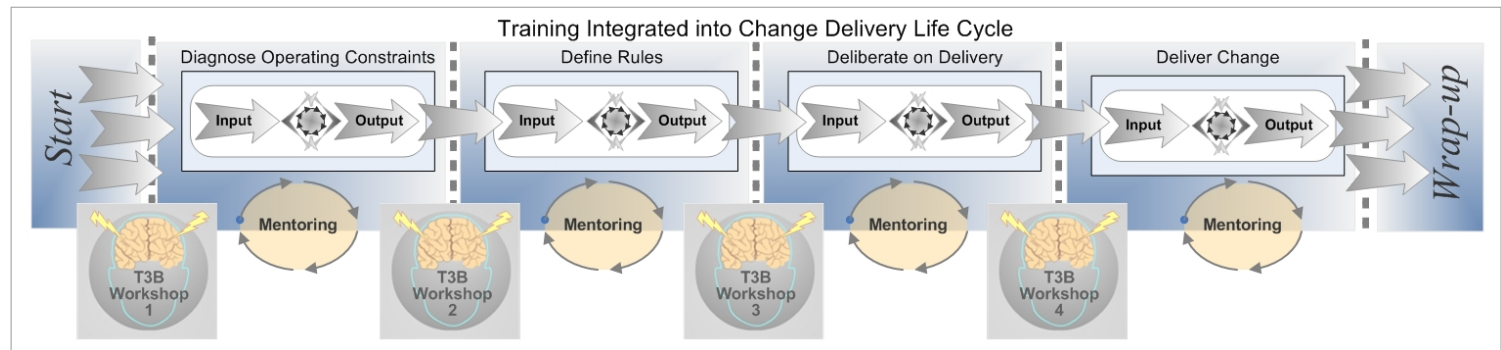 Training Integrated into Change Delivery Life Cycle
Start
Diagnose Operating Constraints
Input
Output
Define Rules
Input
Output
Deliberate on Delivery
Input
Output
Deliver Change
Input
Output
Wrap-up
Mentoring
Mentoring
Mentoring
Mentoring
T3B
Workshop
1
T3B
Workshop
2
T3B
Workshop
3
T3B
Workshop
4